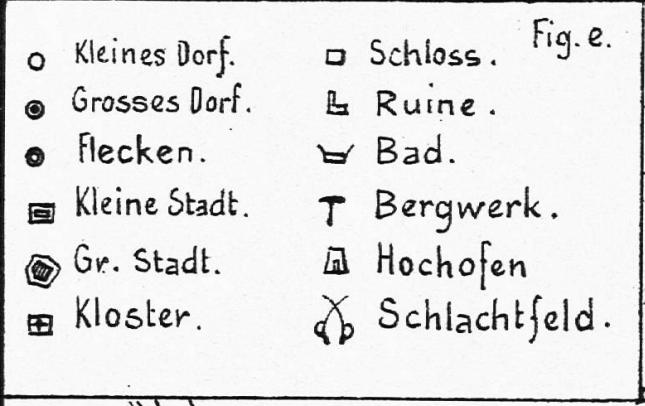 Fig. e.
Kleines Dorf.
Grosses Dorf.
Flecken.
Kleine Stadt.
Gr. Stadt.
Kloster.
Schloss.
Ruine.
Bad.
Bergwerk.
Hochofen
Schlachtfeld.